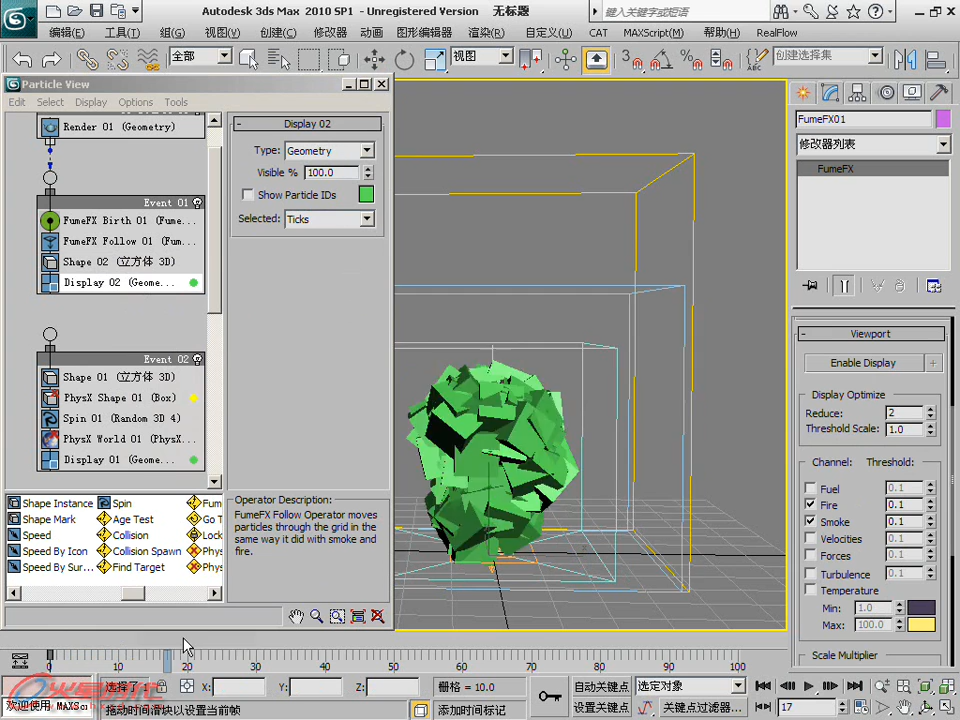 Autodesk 3ds Max 2010 SP1 - Unregistered Version 无标题
键入关键字或短语
编辑(E) 工具(T) 组(G) 视图(V) 创建(C) 修改器 动画 图形编辑器 渲染(R) 自定义(U) CAT MAXScript(M) 帮助(H) RealFlow
全部 视图 创建选择集
Particle View
Edit Select Display Options Tools
Render 01 (Geometry)
Event 01
FumeFX Birth 01 (Fume...
FumeFX Follow 01 (Fum...
Shape 02 (立方体 3D)
Display 02 (Geome...
Event 02
Shape 01 (立方体 3D)
PhysX Shape 01 (Box)
Spin 01 (Random 3D 4)
PhysX World 01 (PhysX...
Display 01 (Geome...
Display 02
Type: Geometry
Visible % 100.0
Show Particle IDs
Selected: Ticks
Shape Instance Spin Fum
Shape Mark Age Test Go T
Speed Collision Lock
Speed By Icon Collision Spawn Phys
Speed By Sur... Find Target Phys
Operator Description:
FumeFX Follow Operator moves
particles through the grid in the
same way it did with smoke and
fire.
FumeFX01
修改器列表
FumeFX
Viewport
Enable Display +
Display Optimize
Reduce: 2
Threshold Scale: 1.0
Channel: Threshold:
Fuel 0.1
Fire 0.1
Smoke 0.1
Velocities 0.1
Forces 0.1
Turbulence 0.1
Temperature
Min: 1.0
Max: 100.0
Scale Multiplier
0 10 20 30 40 50 60 70 80 90 100
选择了 1 X: Y: Z: 栅格 = 10.0 自动关键点 选定对象
欢迎使用 MAXSc 拖动时间滑块以设置当前帧 添加时间标记 设置关键点 关键点过滤器... 17